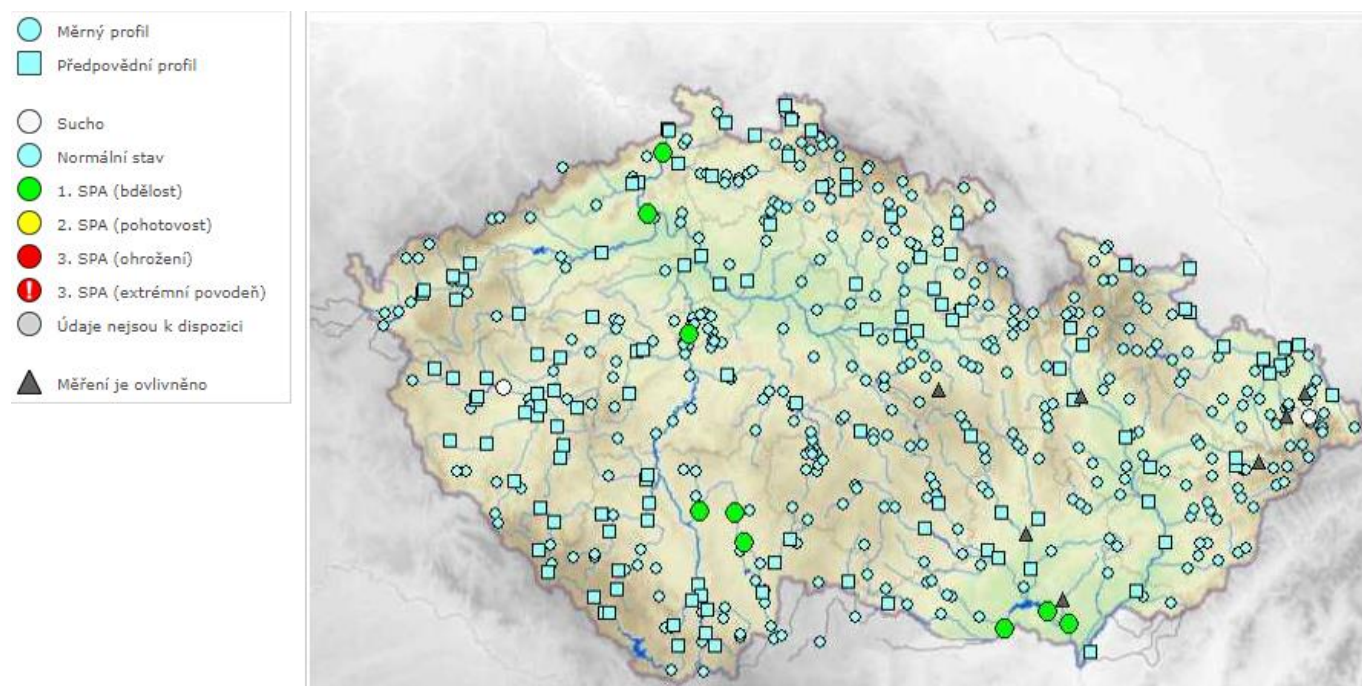 Měrný profil
Předpovědní profil
Sucho
Normální stav
1. SPA (bdělost)
2. SPA (pohotovost)
3. SPA (ohrožení)
3. SPA (extrémní povodeň)
Údaje nejsou k dispozici
Měření je ovlivněno